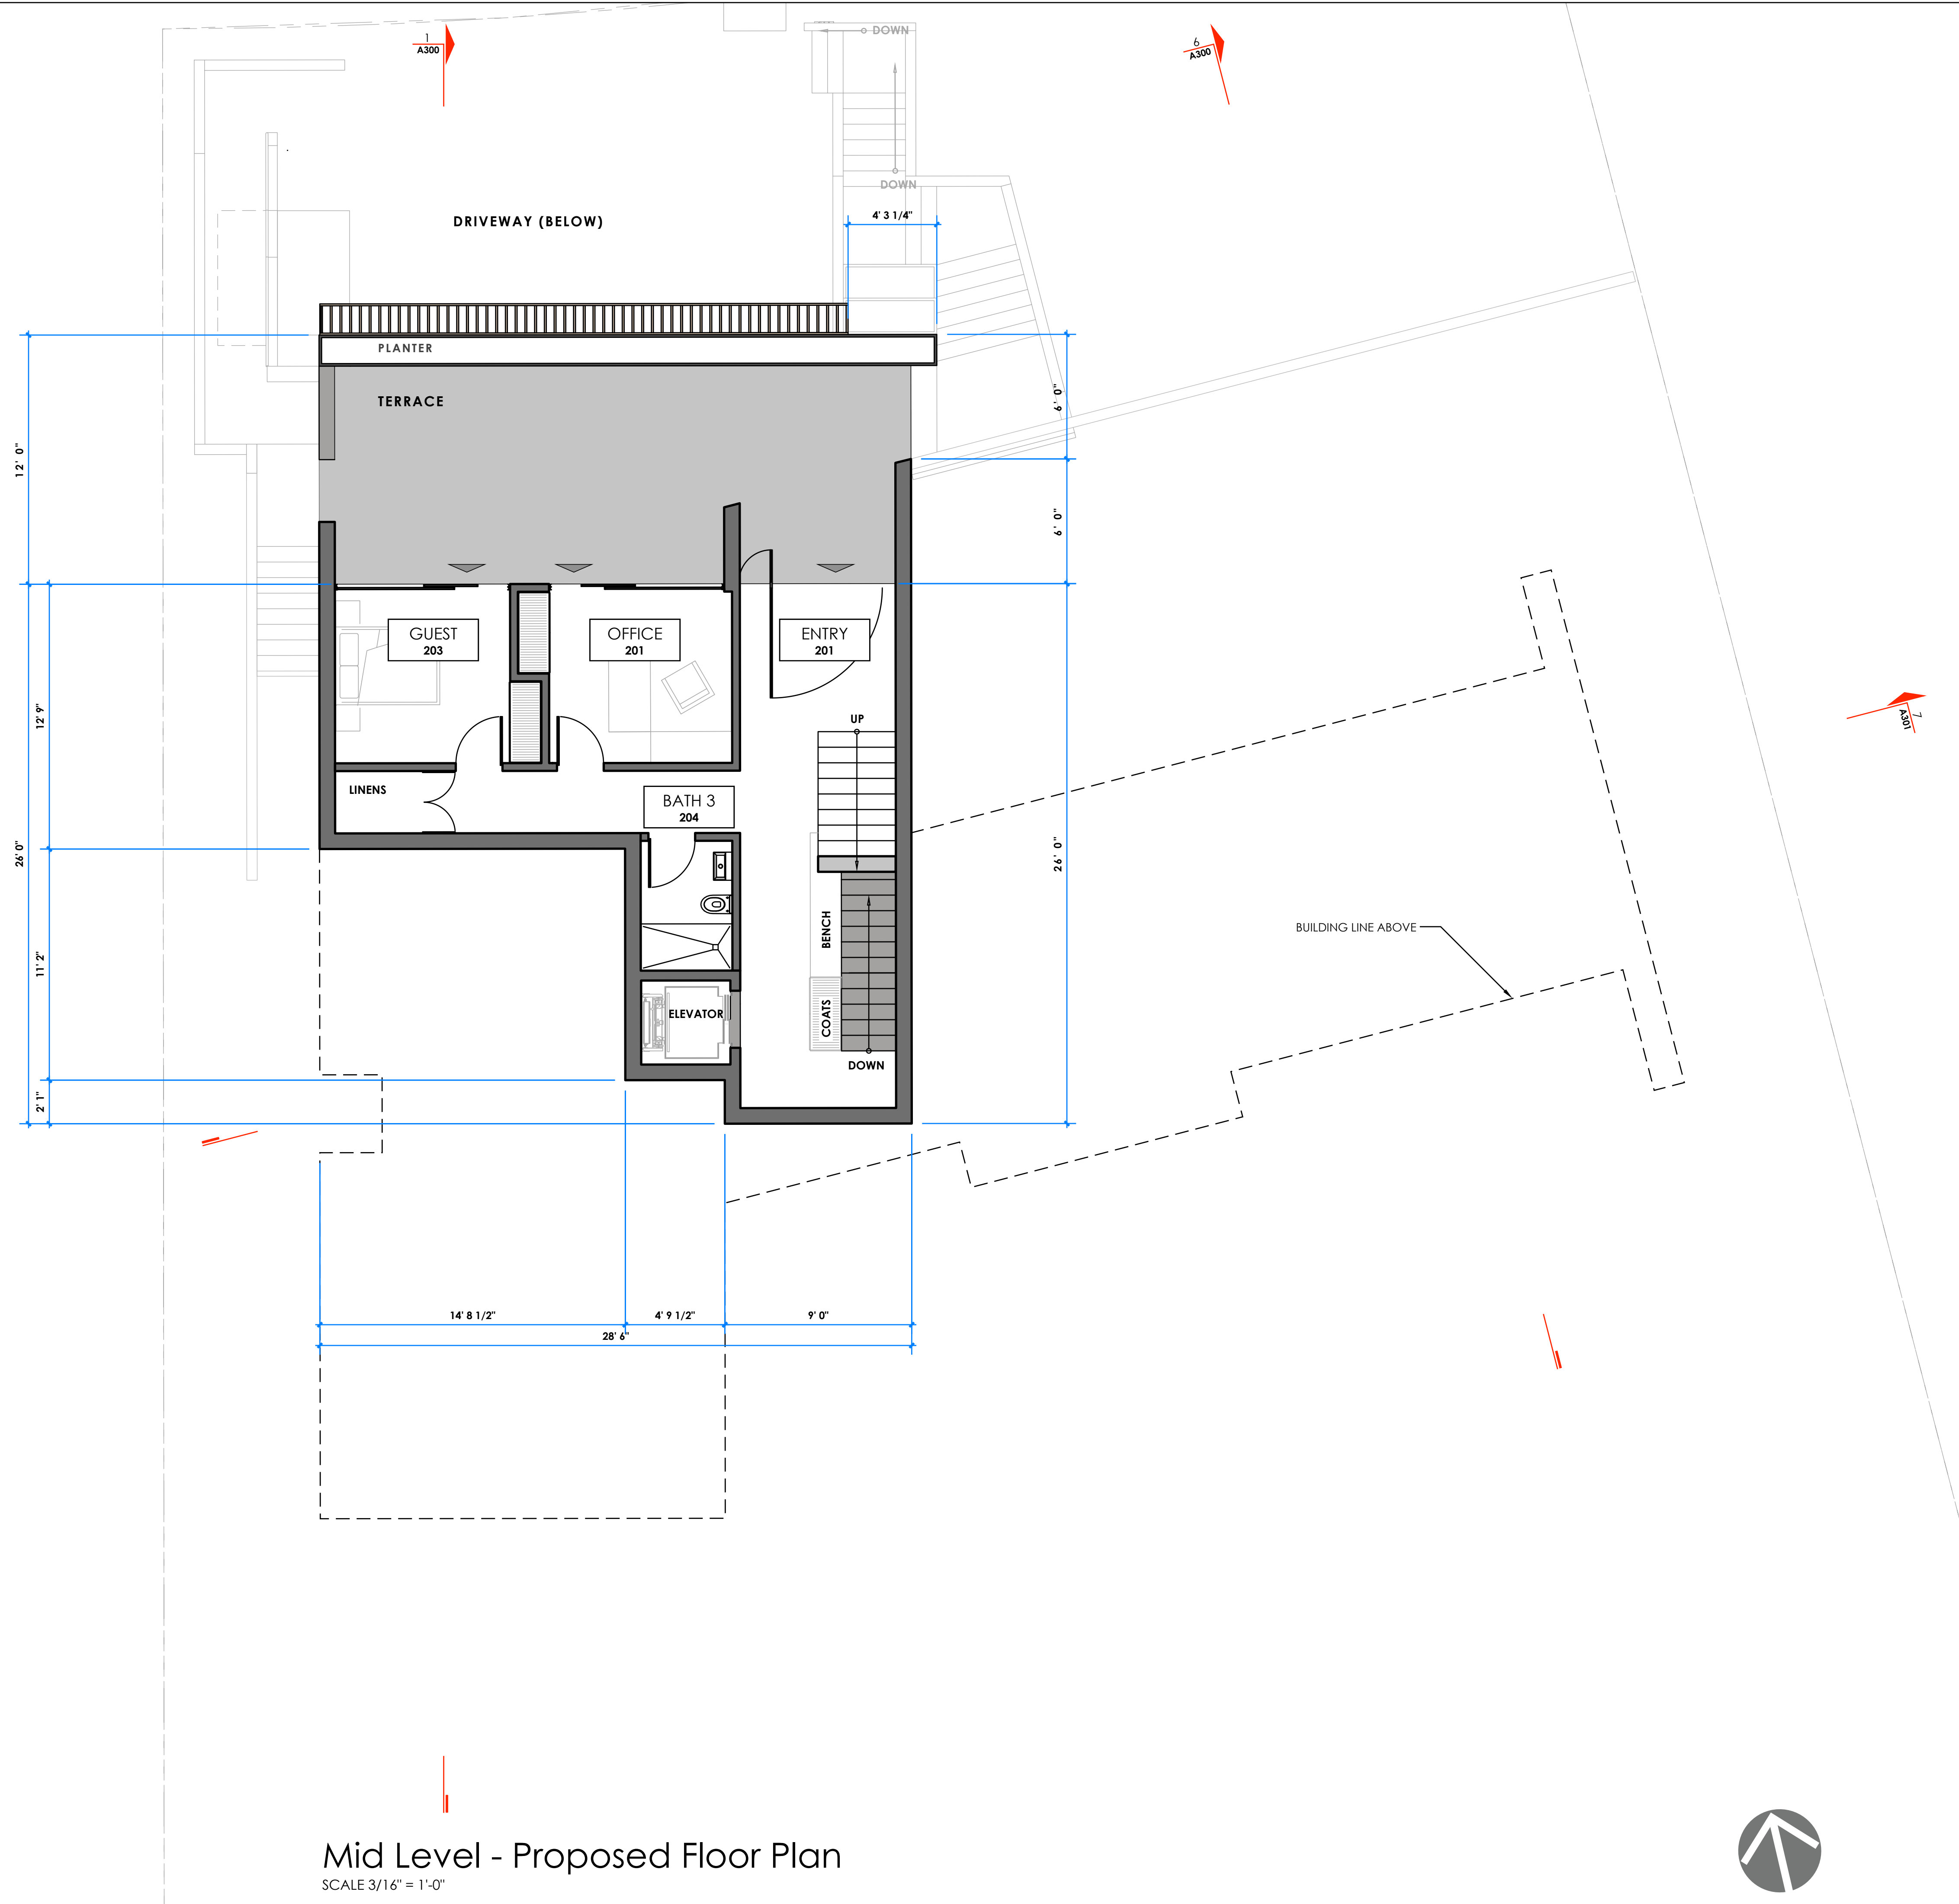 1
A300
DOWN
6
A300
DOWN
4' 3 1/4"
DRIVEWAY (BELOW)
PLANTER
TERRACE
12' 0"
6' 0"
6' 0"
GUEST
203
OFFICE
201
ENTRY
201
7
A301
12' 9"
UP
LINENS
BATH 3
204
26' 0"
26' 0"
BENCH
BUILDING LINE ABOVE
11' 2"
COATS
ELEVATOR
DOWN
2' 1"
14' 8 1/2"
4' 9 1/2"
9' 0"
28' 6"
Mid Level - Proposed Floor Plan
SCALE 3/16" = 1'-0"